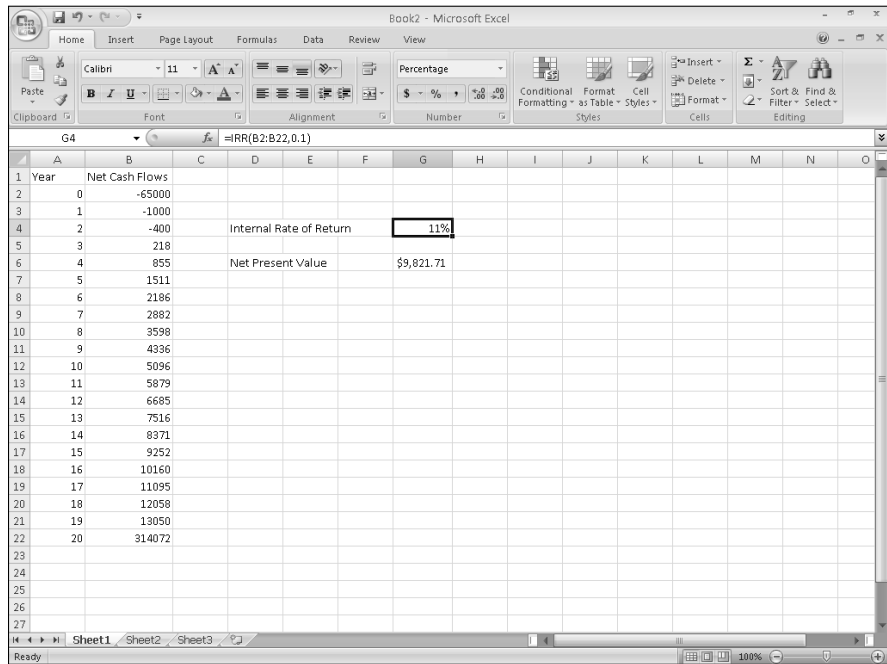 Book2 - Microsoft Excel
Home Insert Page Layout Formulas Data Review View
Paste
Calibri 11 A A
B I U A
Percentage
$ % , .0 .00 .00 .0
Conditional Formatting Format as Table Cell Styles
Insert
Delete
Format
Σ
Sort & Filter Find & Select
Clipboard Font Alignment Number Styles Cells Editing
G4 fx =IRR(B2:B22,0.1)
A B C D E F G H I J K L M N O
1 Year Net Cash Flows
2 0 -65000
3 1 -1000
4 2 -400 Internal Rate of Return 11%
5 3 218
6 4 855 Net Present Value $9,821.71
7 5 1511
8 6 2186
9 7 2882
10 8 3598
11 9 4336
12 10 5096
13 11 5879
14 12 6685
15 13 7516
16 14 8371
17 15 9252
18 16 10160
19 17 11095
20 18 12058
21 19 13050
22 20 314072
23
24
25
26
27
Sheet1 Sheet2 Sheet3
Ready 100%